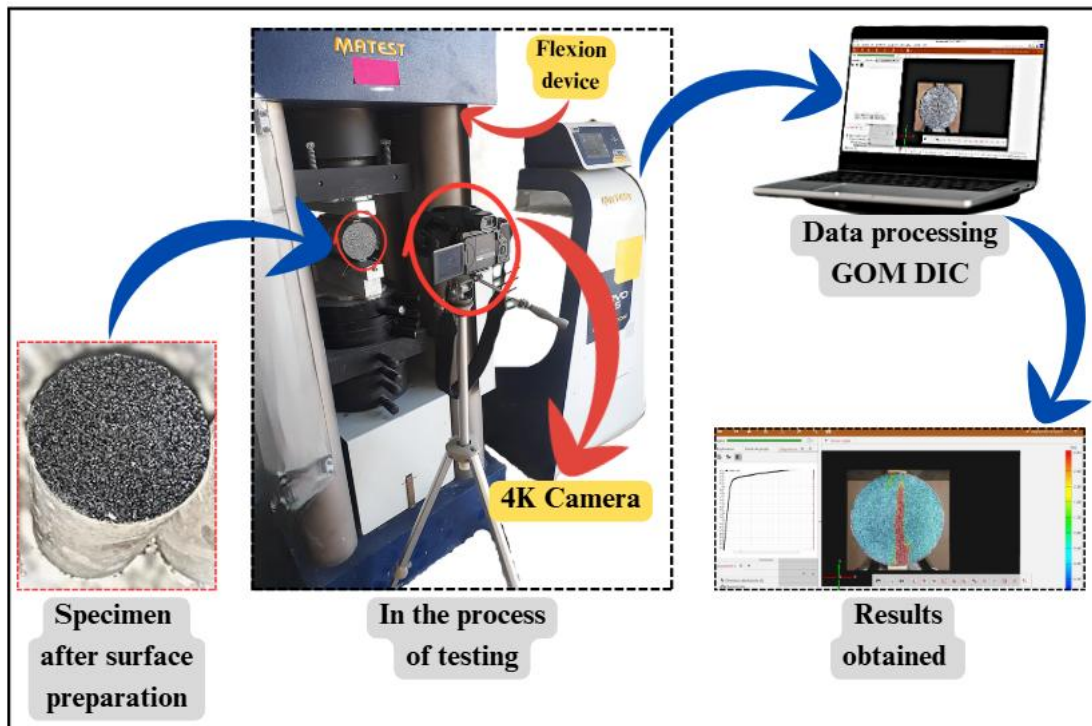 MATEST
Flexion
device
MATEST
4K Camera
Specimen
after surface
preparation
In the process
of testing
Data processing
GOM DIC
Results
obtained